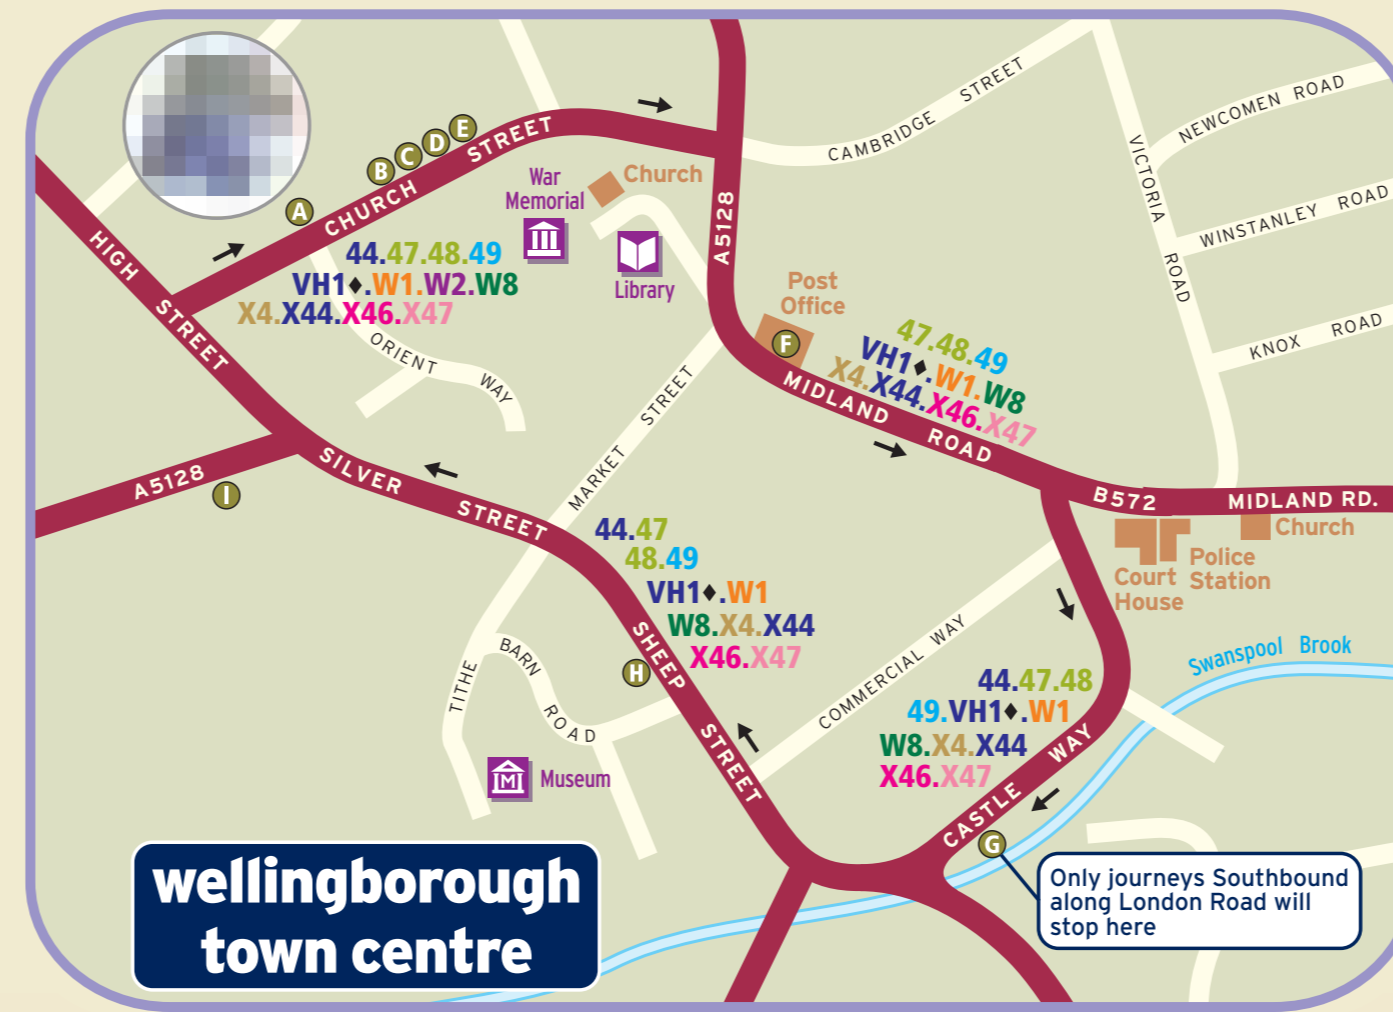 A
B
C
D
E
CHURCH STREET
HIGH STREET
44.47.48.49
VH1♦.W1.W2.W8
X4.X44.X46.X47
War
Memorial
Church
Library
A5128
CAMBRIDGE STREET
VICTORIA ROAD
NEWCOMEN ROAD
WINSTANLEY ROAD
KNOX ROAD
ORIENT WAY
Post
Office
F
47.48.49
VH1♦.W1.W8
X4.X44.X46.X47
MIDLAND ROAD
MARKET STREET
A5128
I
SILVER STREET
B572
MIDLAND RD.
Court
House
Police
Station
Church
44.47
48.49
VH1♦.W1
W8.X4.X44
X46.X47
H
SHEEP STREET
TITHE BARN ROAD
Museum
COMMERCIAL WAY
Swanspool Brook
44.47.48
49.VH1♦.W1
W8.X4.X44
X46.X47
CASTLE WAY
G
Only journeys Southbound
along London Road will
stop here
wellingborough
town centre